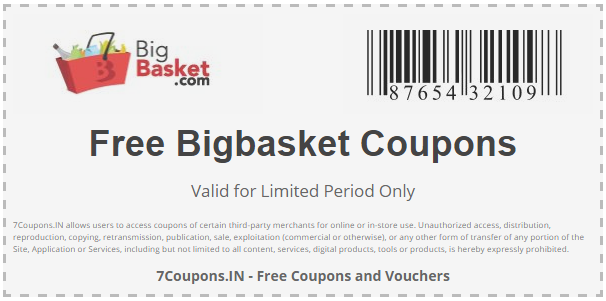 Big
Basket
.com
87654 32109
Free Bigbasket Coupons
Valid for Limited Period Only
7Coupons.IN allows users to access coupons of certain third-party merchants for online or in-store use. Unauthorized access, distribution,
reproduction, copying, retransmission, publication, sale, exploitation (commercial or otherwise), or any other form of transfer of any portion of the
Site, Application or Services, including but not limited to all content, services, digital products, tools or products, is hereby expressly prohibited.
7Coupons.IN - Free Coupons and Vouchers